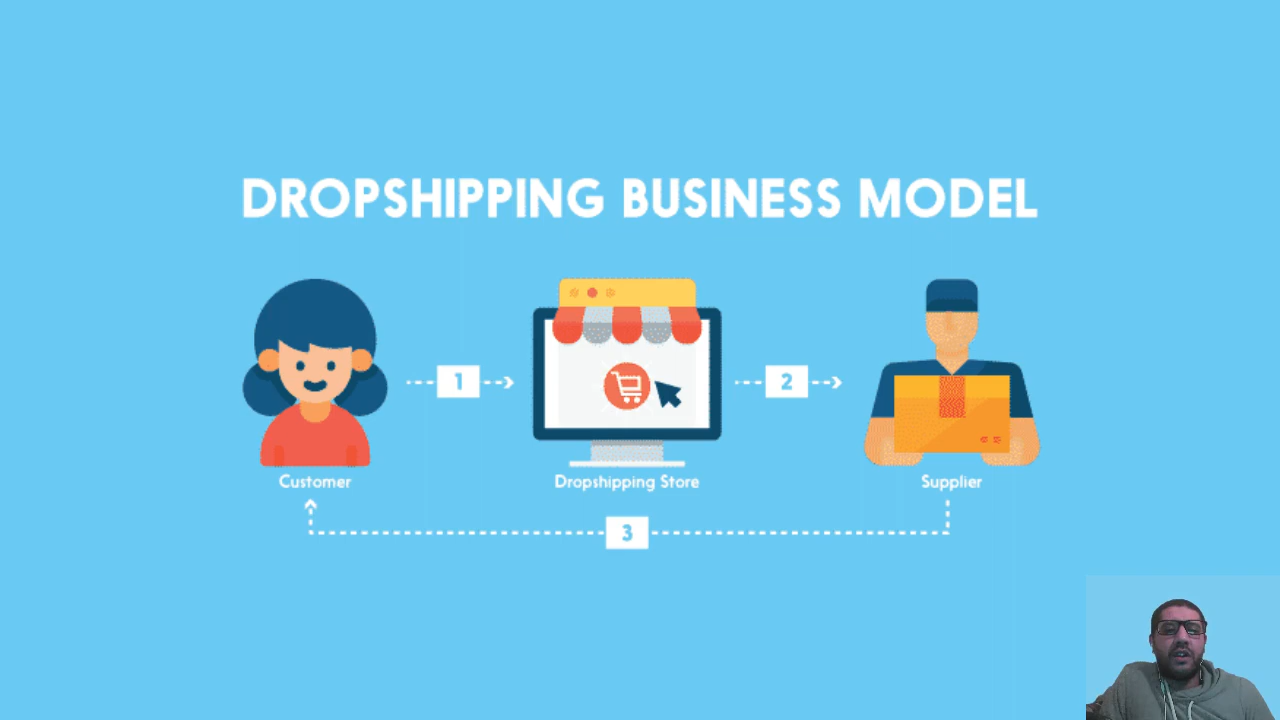 DROPSHIPPING BUSINESS MODEL
1
2
Customer
Dropshipping Store
Supplier
3